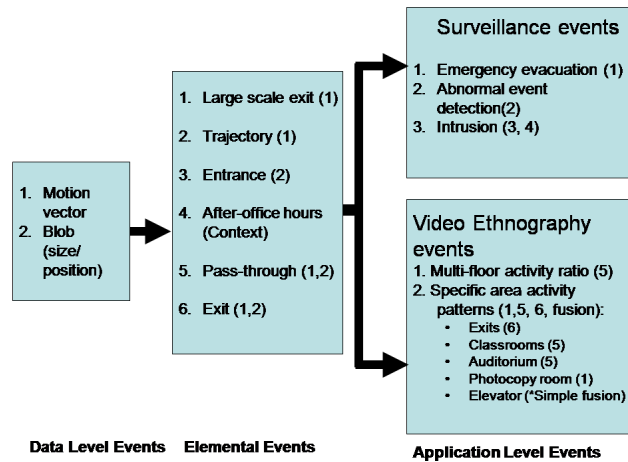 1. Motion
vector
2. Blob
(size/
position)
Data Level Events
1. Large scale exit (1)
2. Trajectory (1)
3. Entrance (2)
4. After-office hours
(Context)
5. Pass-through (1,2)
6. Exit (1,2)
Elemental Events
Surveillance events
1. Emergency evacuation (1)
2. Abnormal event
detection(2)
3. Intrusion (3, 4)
Video Ethnography
events
1. Multi-floor activity ratio (5)
2. Specific area activity
patterns (1,5, 6, fusion):
• Exits (6)
• Classrooms (5)
• Auditorium (5)
• Photocopy room (1)
• Elevator (*Simple fusion)
Application Level Events